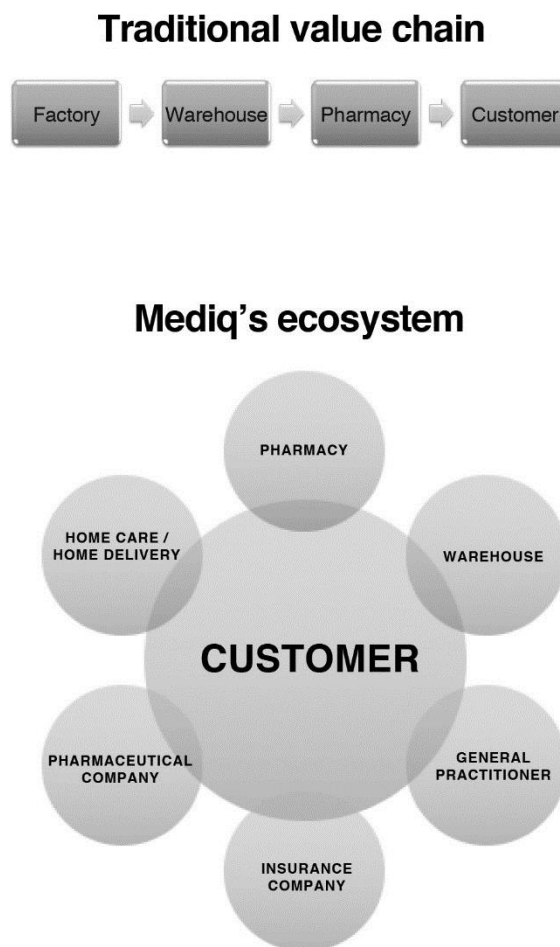 Traditional value chain
Factory
Warehouse
Pharmacy
Customer
Mediq's ecosystem
PHARMACY
HOME CARE /
HOME DELIVERY
WAREHOUSE
CUSTOMER
PHARMACEUTICAL
COMPANY
GENERAL
PRACTITIONER
INSURANCE
COMPANY